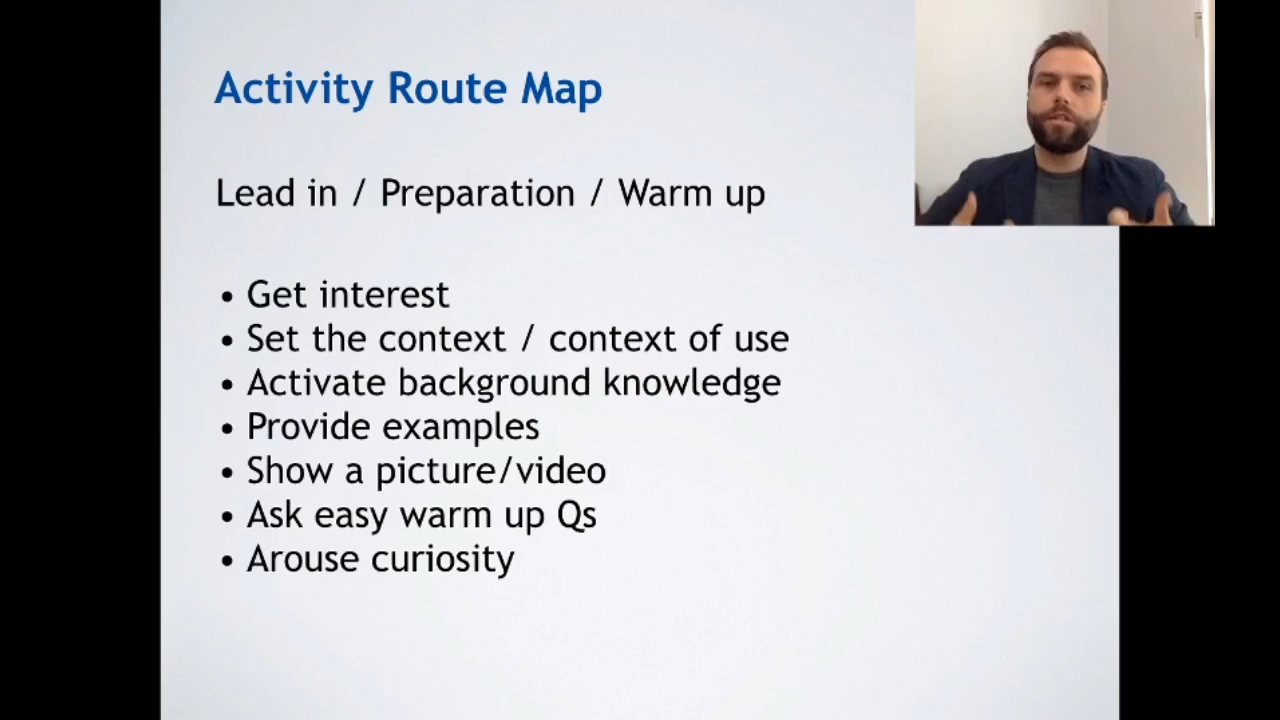 Activity Route Map
Lead in / Preparation / Warm up
• Get interest
• Set the context / context of use
• Activate background knowledge
• Provide examples
• Show a picture/video
• Ask easy warm up Qs
• Arouse curiosity